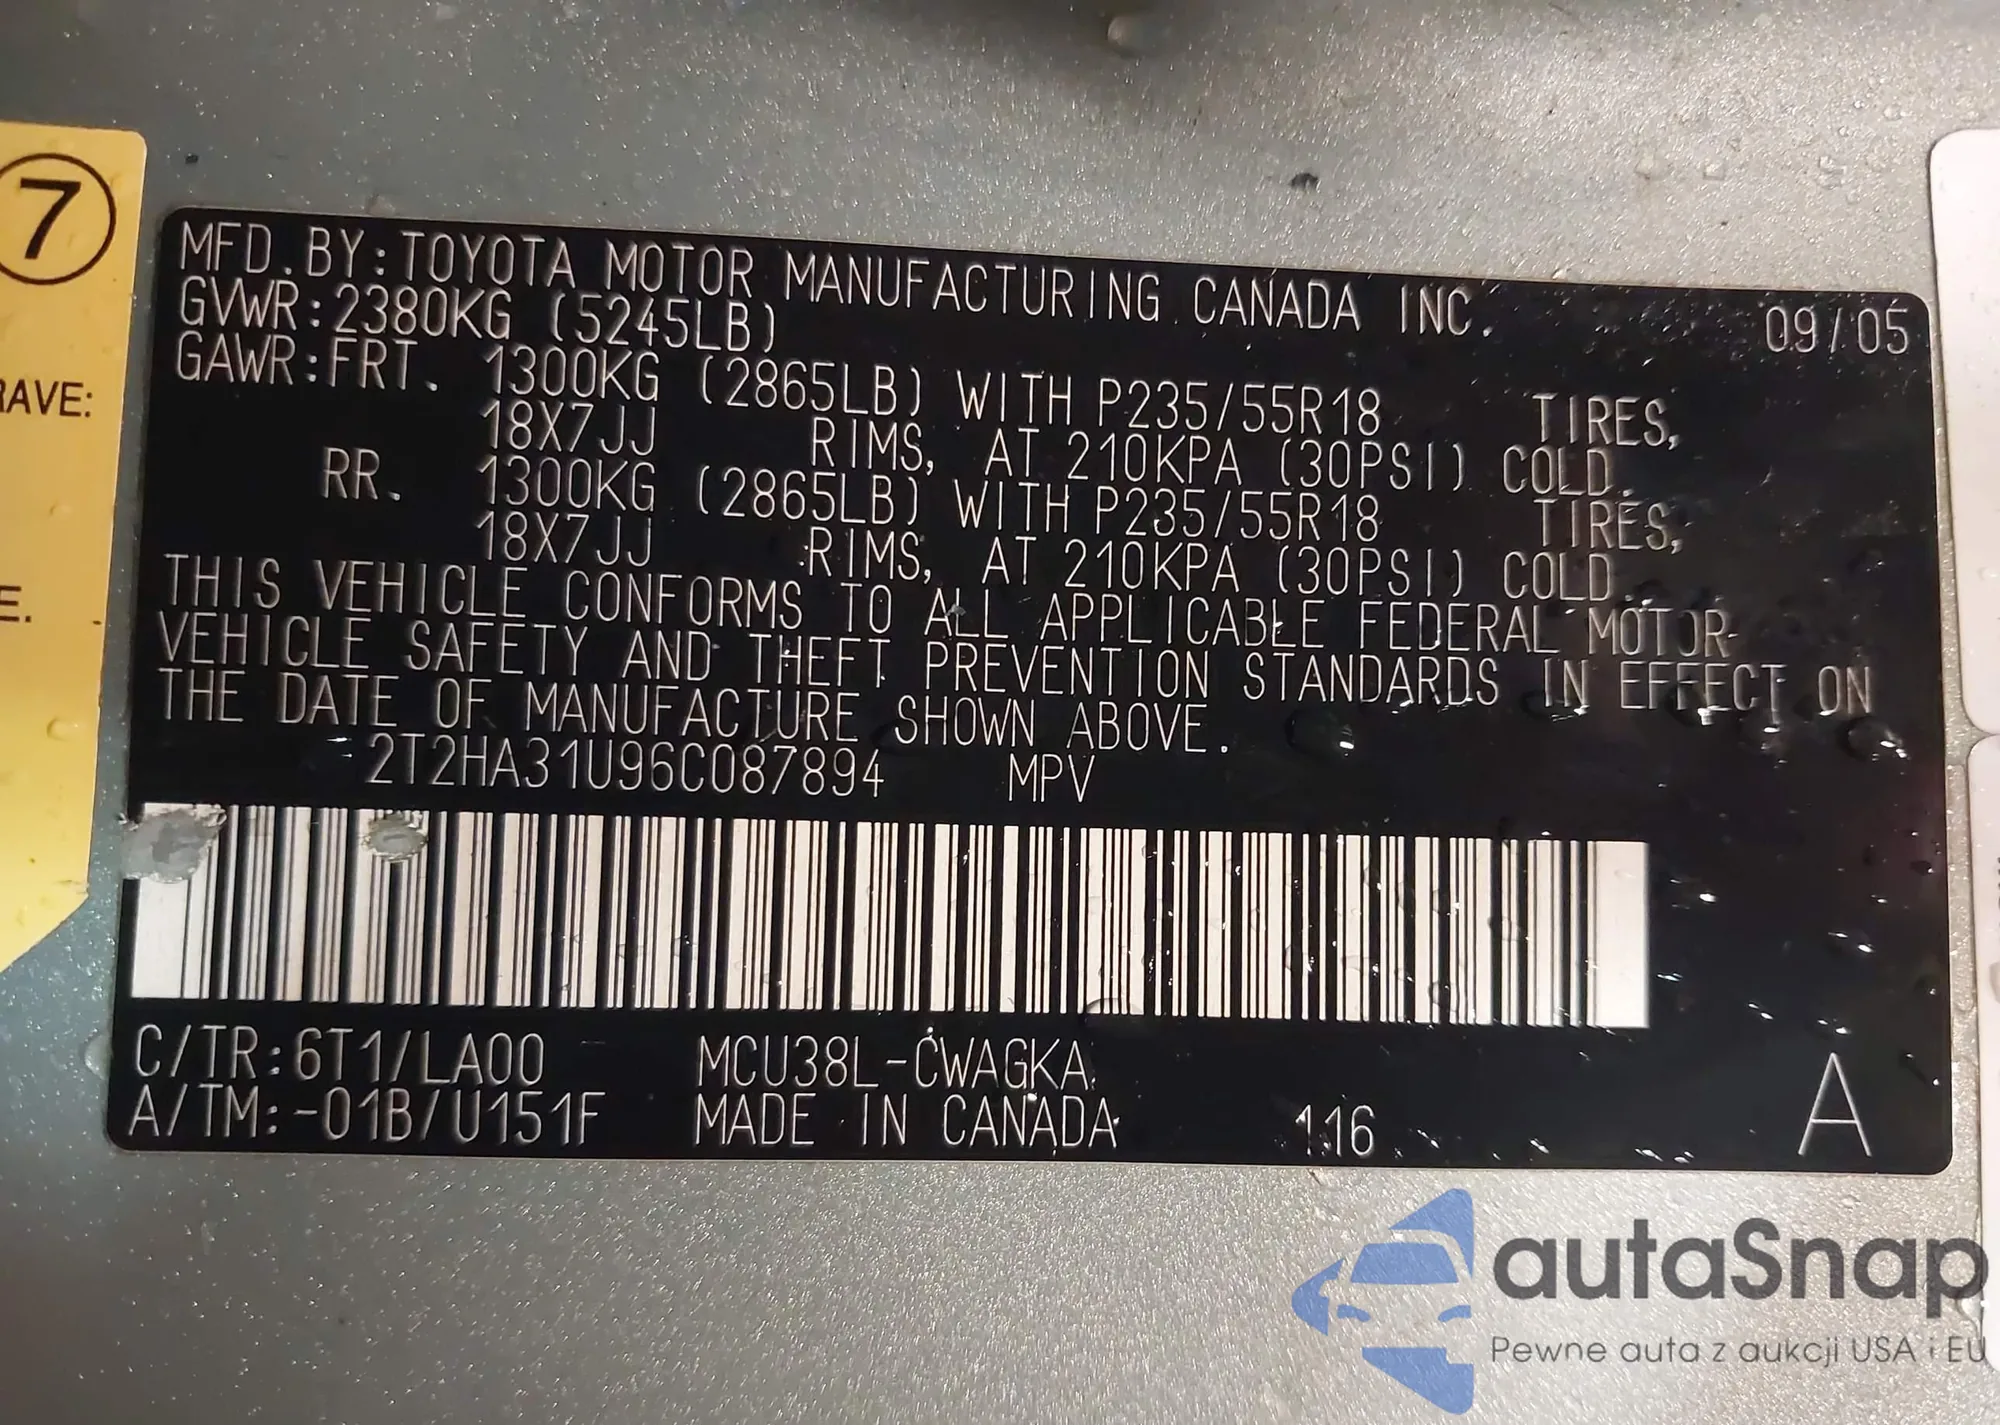 7
RAVE:
E.
MFD.BY:TOYOTA MOTOR MANUFACTURING CANADA INC. 09/05
GVWR:2380KG (5245LB)
GAWR:FRT. 1300KG (2865LB) WITH P235/55R18 TIRES,
18X7JJ RIMS, AT 210KPA (30PSI) COLD.
RR. 1300KG (2865LB) WITH P235/55R18 TIRES,
18X7JJ RIMS, AT 210KPA (30PSI) COLD.
THIS VEHICLE CONFORMS TO ALL APPLICABLE FEDERAL MOTOR
VEHICLE SAFETY AND THEFT PREVENTION STANDARDS IN EFFECT ON
THE DATE OF MANUFACTURE SHOWN ABOVE.
2T2HA31U96C087894 MPV
C/TR:6T1/LA00 MCU38L-CWAGKA
A/TM:-01B/U151F MADE IN CANADA 116 A
autaSnap
Pewne auta z aukcji USA i EU